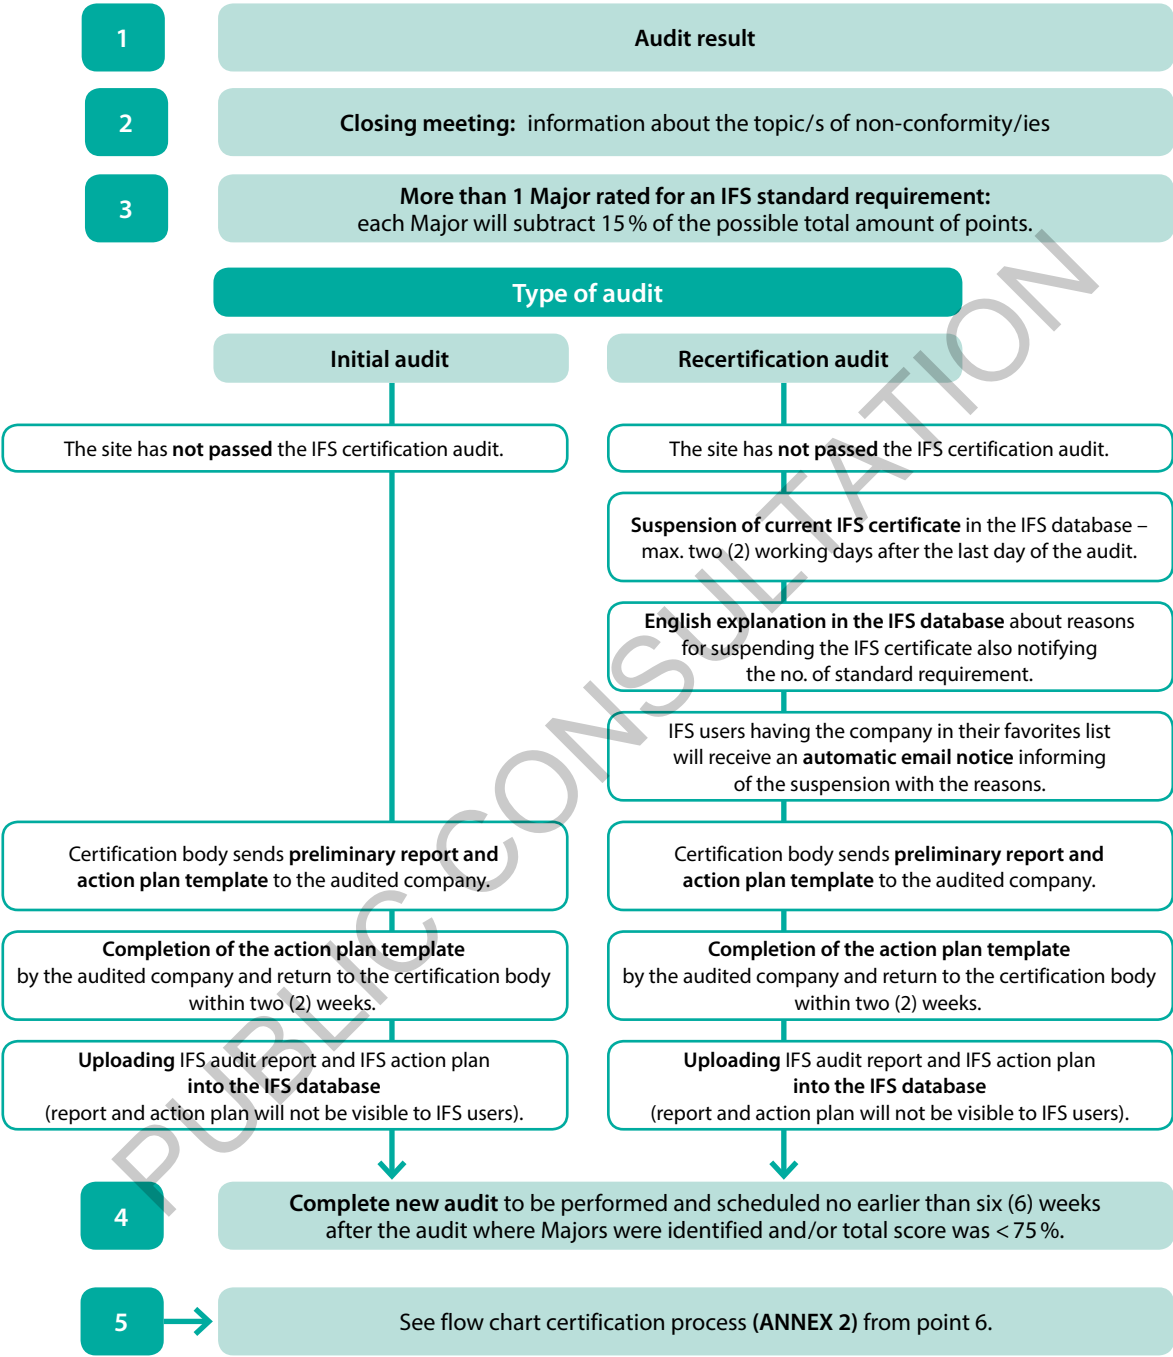 1
Audit result
2
Closing meeting: information about the topic/s of non-conformity/ies
3
More than 1 Major rated for an IFS standard requirement:
each Major will subtract 15 % of the possible total amount of points.
Type of audit
Initial audit
Recertification audit
The site has not passed the IFS certification audit.
The site has not passed the IFS certification audit.
Suspension of current IFS certificate in the IFS database –
max. two (2) working days after the last day of the audit.
English explanation in the IFS database about reasons
for suspending the IFS certificate also notifying
the no. of standard requirement.
IFS users having the company in their favorites list
will receive an automatic email notice informing
of the suspension with the reasons.
Certification body sends preliminary report and
action plan template to the audited company.
Certification body sends preliminary report and
action plan template to the audited company.
Completion of the action plan template
by the audited company and return to the certification body
within two (2) weeks.
Completion of the action plan template
by the audited company and return to the certification body
within two (2) weeks.
Uploading IFS audit report and IFS action plan
into the IFS database
(report and action plan will not be visible to IFS users).
Uploading IFS audit report and IFS action plan
into the IFS database
(report and action plan will not be visible to IFS users).
4
Complete new audit to be performed and scheduled no earlier than six (6) weeks
after the audit where Majors were identified and/or total score was < 75 %.
5
See flow chart certification process (ANNEX 2) from point 6.
PUBLIC CONSULTATION